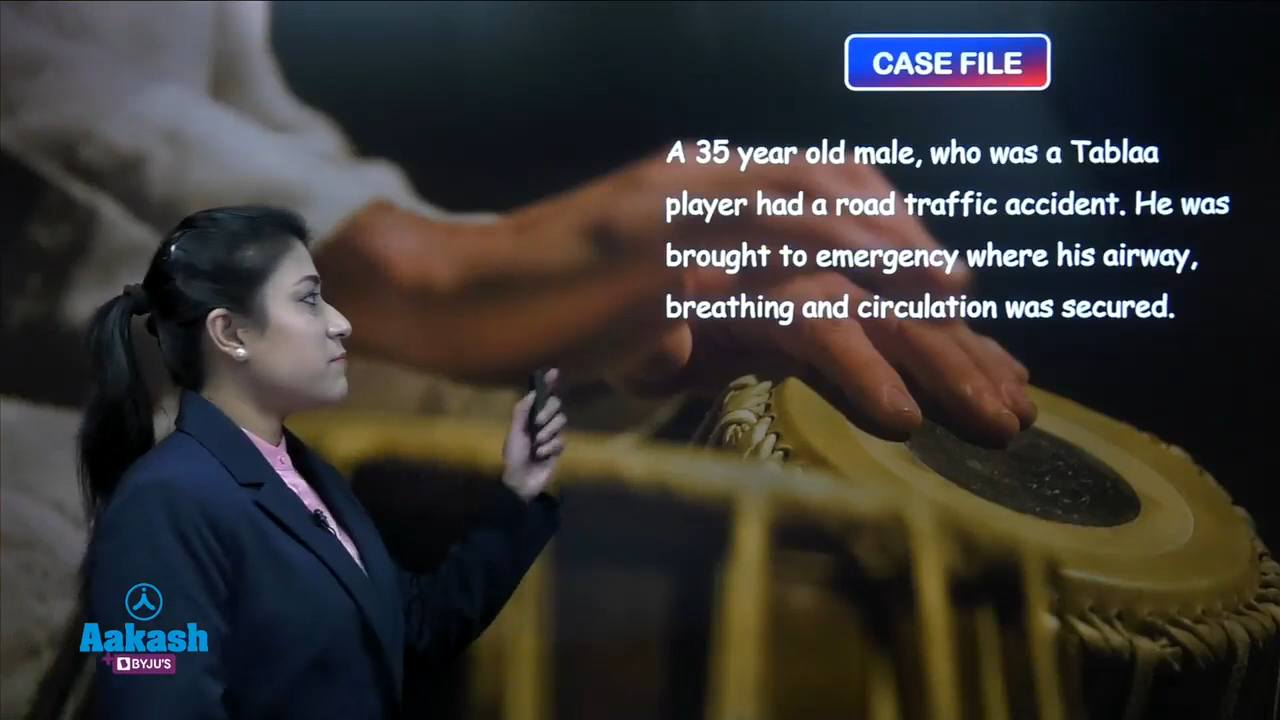 CASE FILE
A 35 year old male, who was a Tablaa
player had a road traffic accident. He was
brought to emergency where his airway,
breathing and circulation was secured.
Aakash
+ BYJU'S